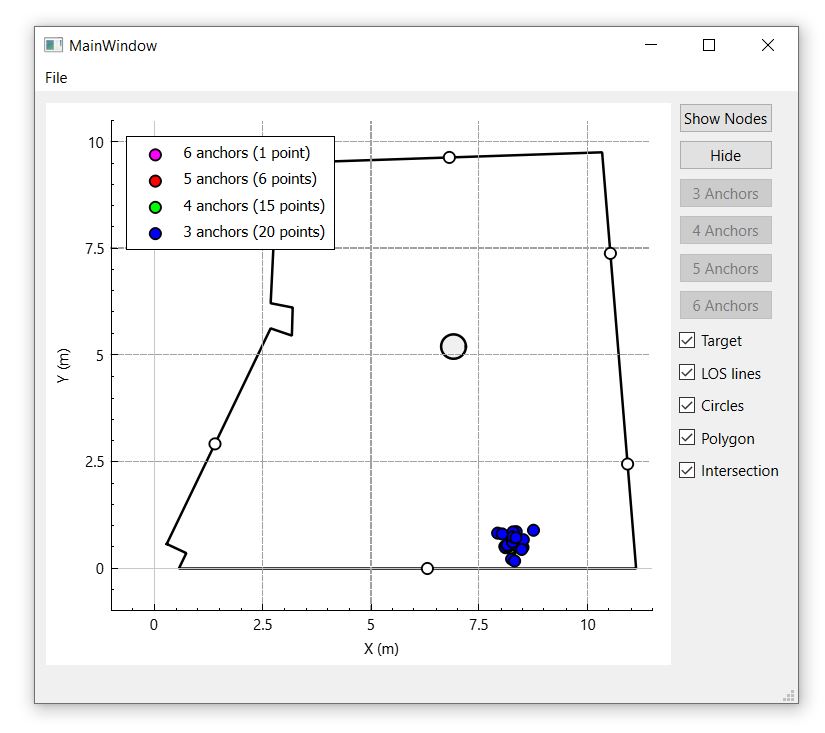 MainWindow
File
10
7.5
5
2.5
0
Y (m)
6 anchors (1 point)
5 anchors (6 points)
4 anchors (15 points)
3 anchors (20 points)
0
2.5
5
7.5
10
X (m)
Show Nodes
Hide
3 Anchors
4 Anchors
5 Anchors
6 Anchors
Target
LOS lines
Circles
Polygon
Intersection